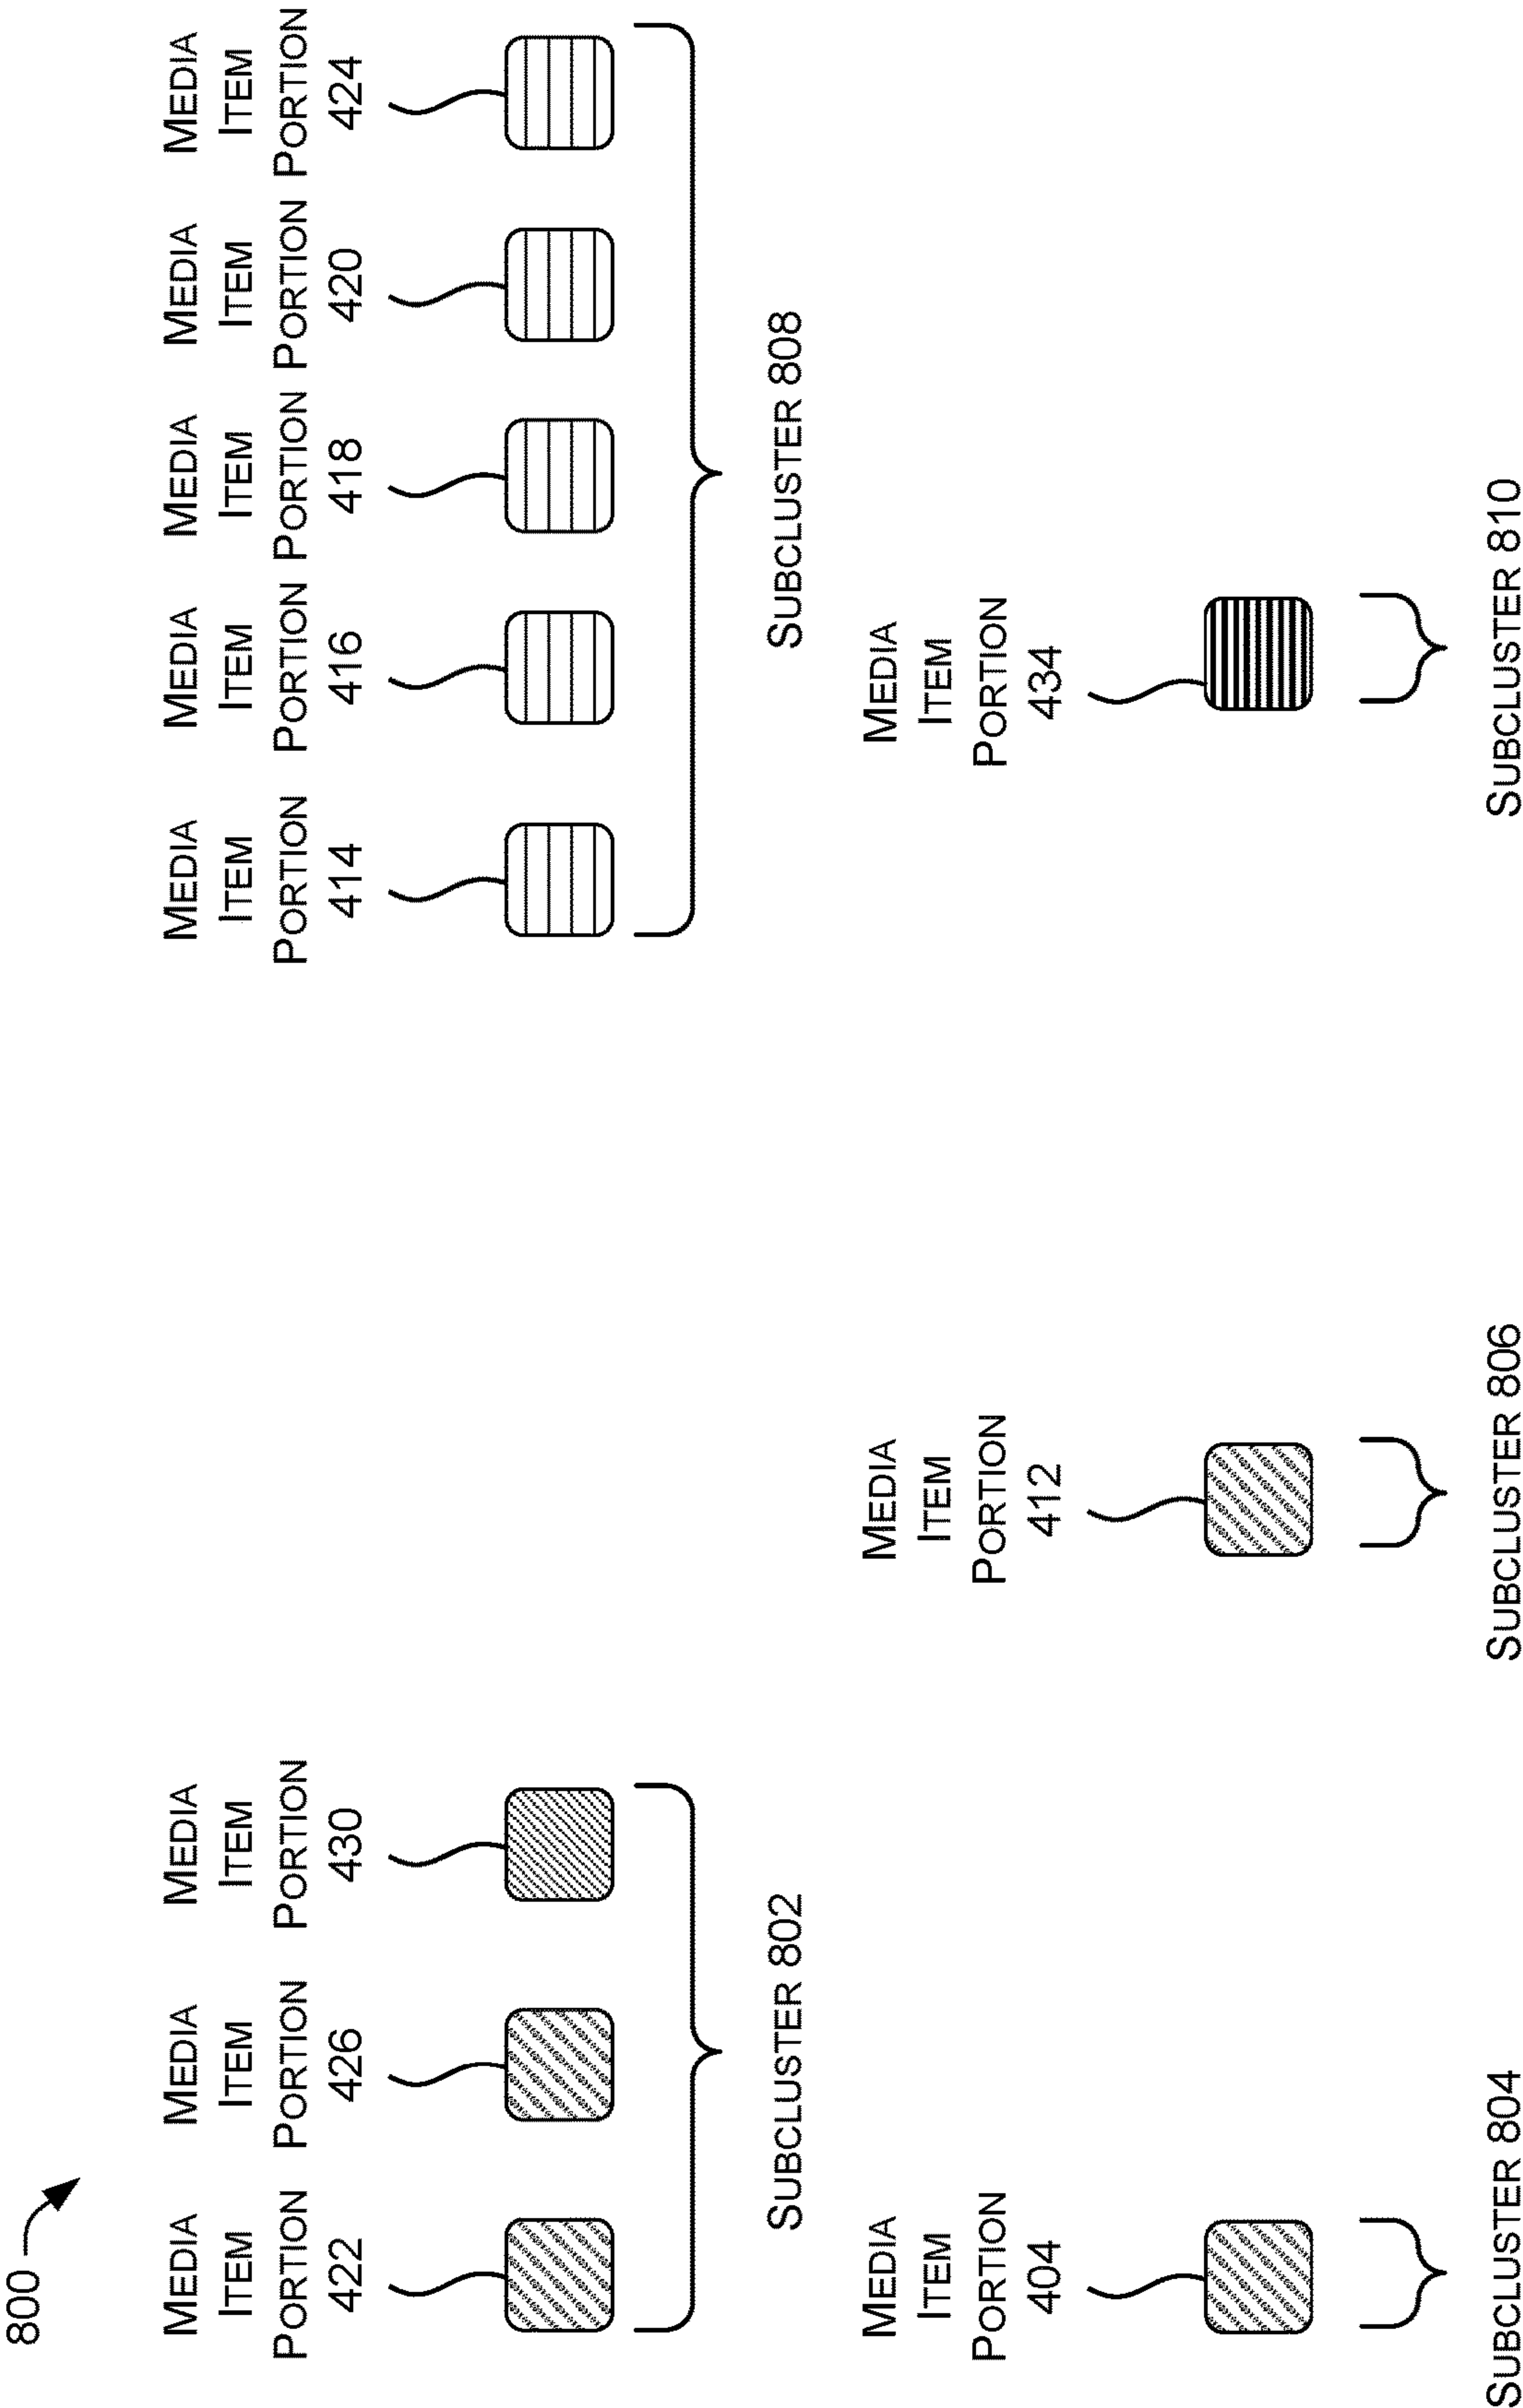 800
MEDIA
ITEM
PORTION
422
MEDIA
ITEM
PORTION
426
MEDIA
ITEM
PORTION
430
MEDIA
ITEM
PORTION
414
MEDIA
ITEM
PORTION
416
MEDIA
ITEM
PORTION
418
MEDIA
ITEM
PORTION
420
MEDIA
ITEM
PORTION
424
SUBCLUSTER 802
SUBCLUSTER 808
MEDIA
ITEM
PORTION
404
MEDIA
ITEM
PORTION
412
MEDIA
ITEM
PORTION
434
SUBCLUSTER 804
SUBCLUSTER 806
SUBCLUSTER 810